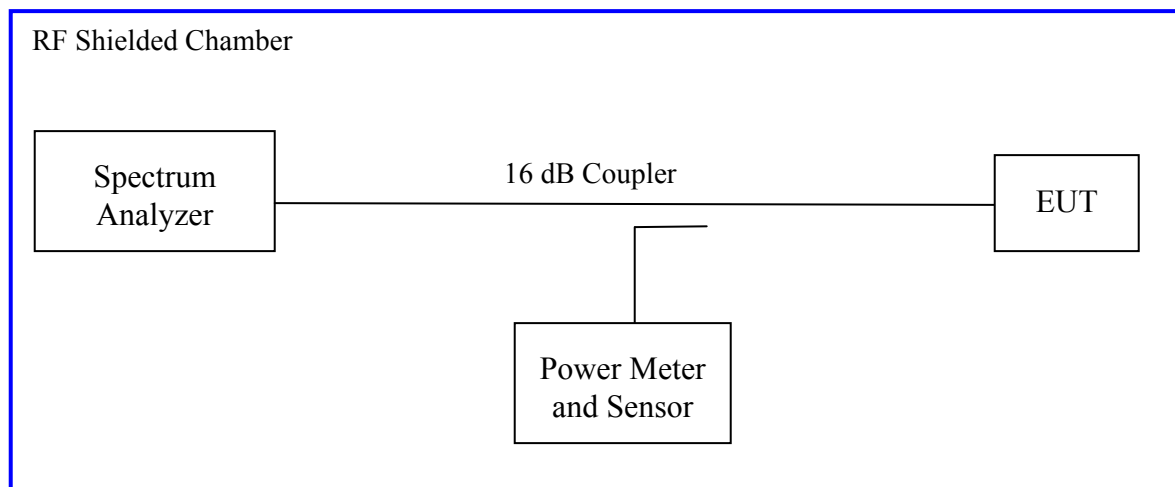 RF Shielded Chamber
Spectrum
Analyzer
16 dB Coupler
EUT
Power Meter
and Sensor